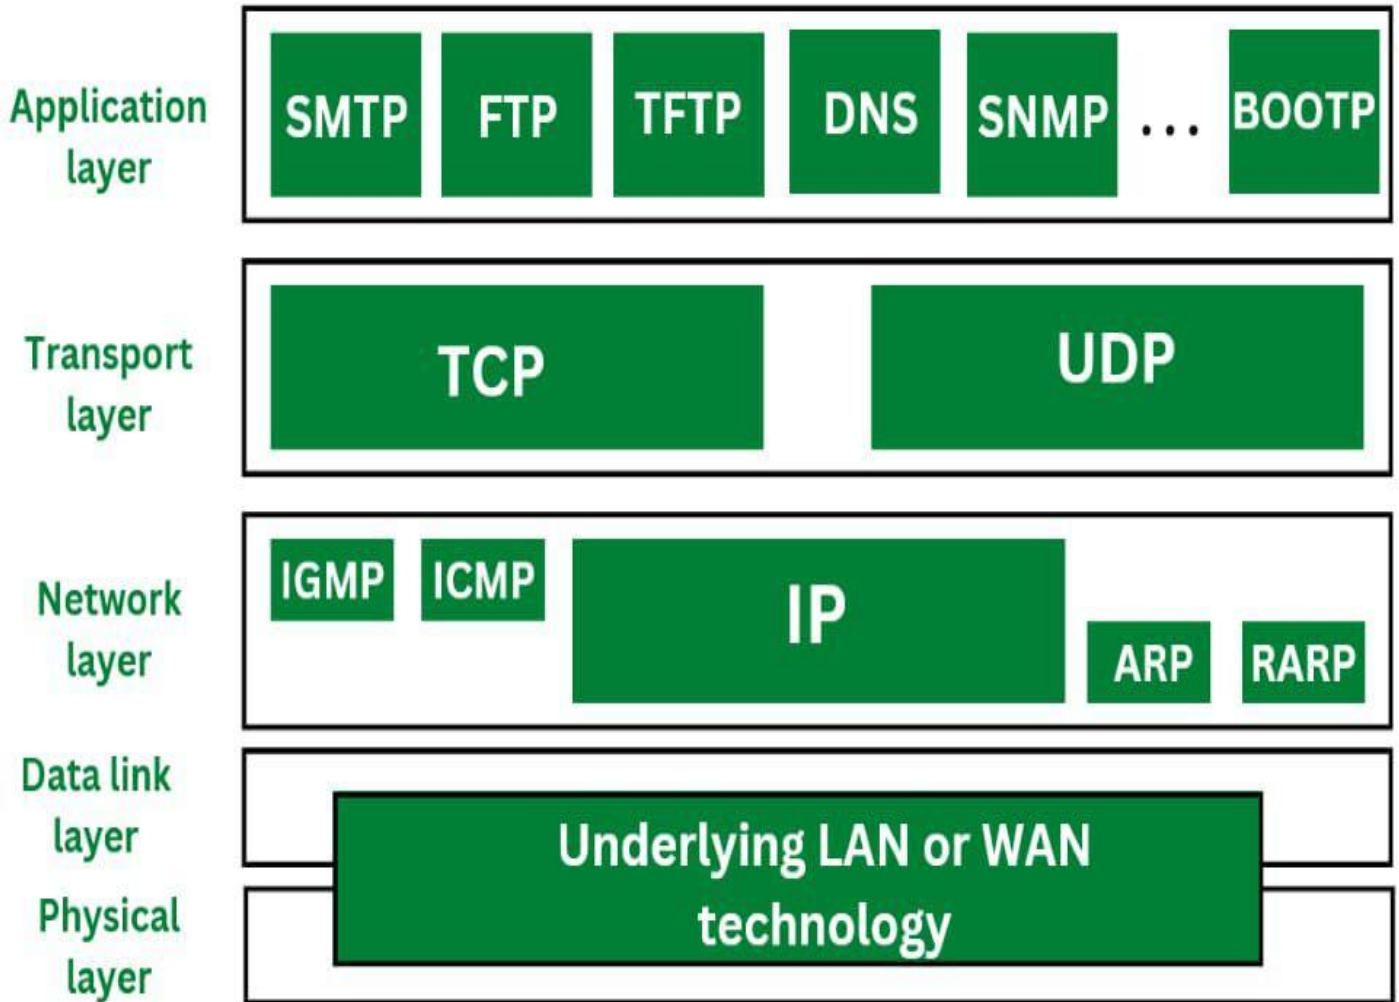 Application
layer
SMTP
FTP
TFTP
DNS
SNMP
...
BOOTP
Transport
layer
TCP
UDP
Network
layer
IGMP
ICMP
IP
ARP
RARP
Data link
layer
Physical
layer
Underlying LAN or WAN
technology